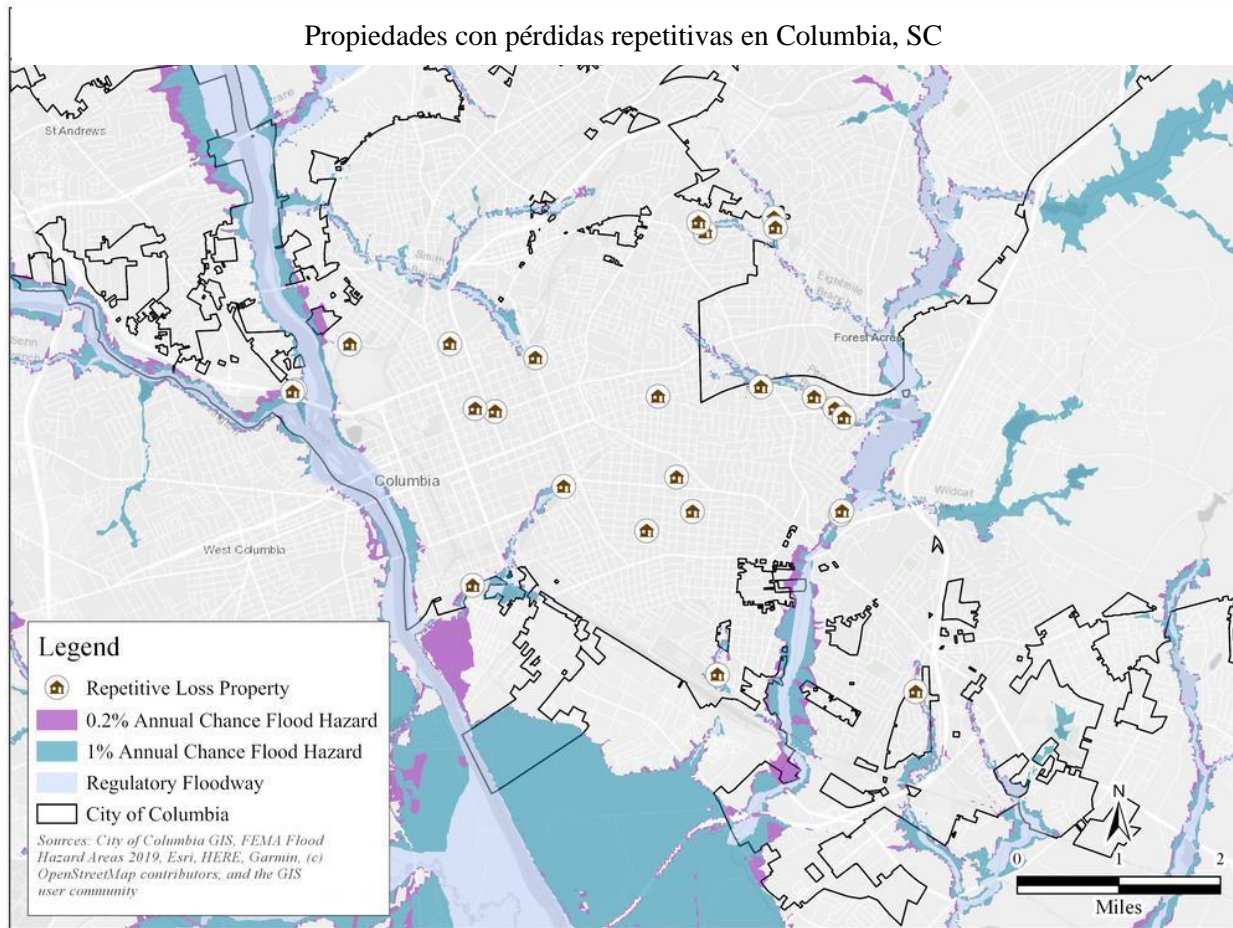 Propiedades con pérdidas repetitivas en Columbia, SC
St Andrews
Smith
Eightmile
Branch
Forest Acres
Senn
Columbia
Wildcat
West Columbia
Legend
Repetitive Loss Property
0.2% Annual Chance Flood Hazard
1% Annual Chance Flood Hazard
Regulatory Floodway
City of Columbia
Sources: City of Columbia GIS, FEMA Flood
Hazard Areas 2019, Esri, HERE, Garmin, (c)
OpenStreetMap contributors, and the GIS
user community
N
0 1 2
Miles